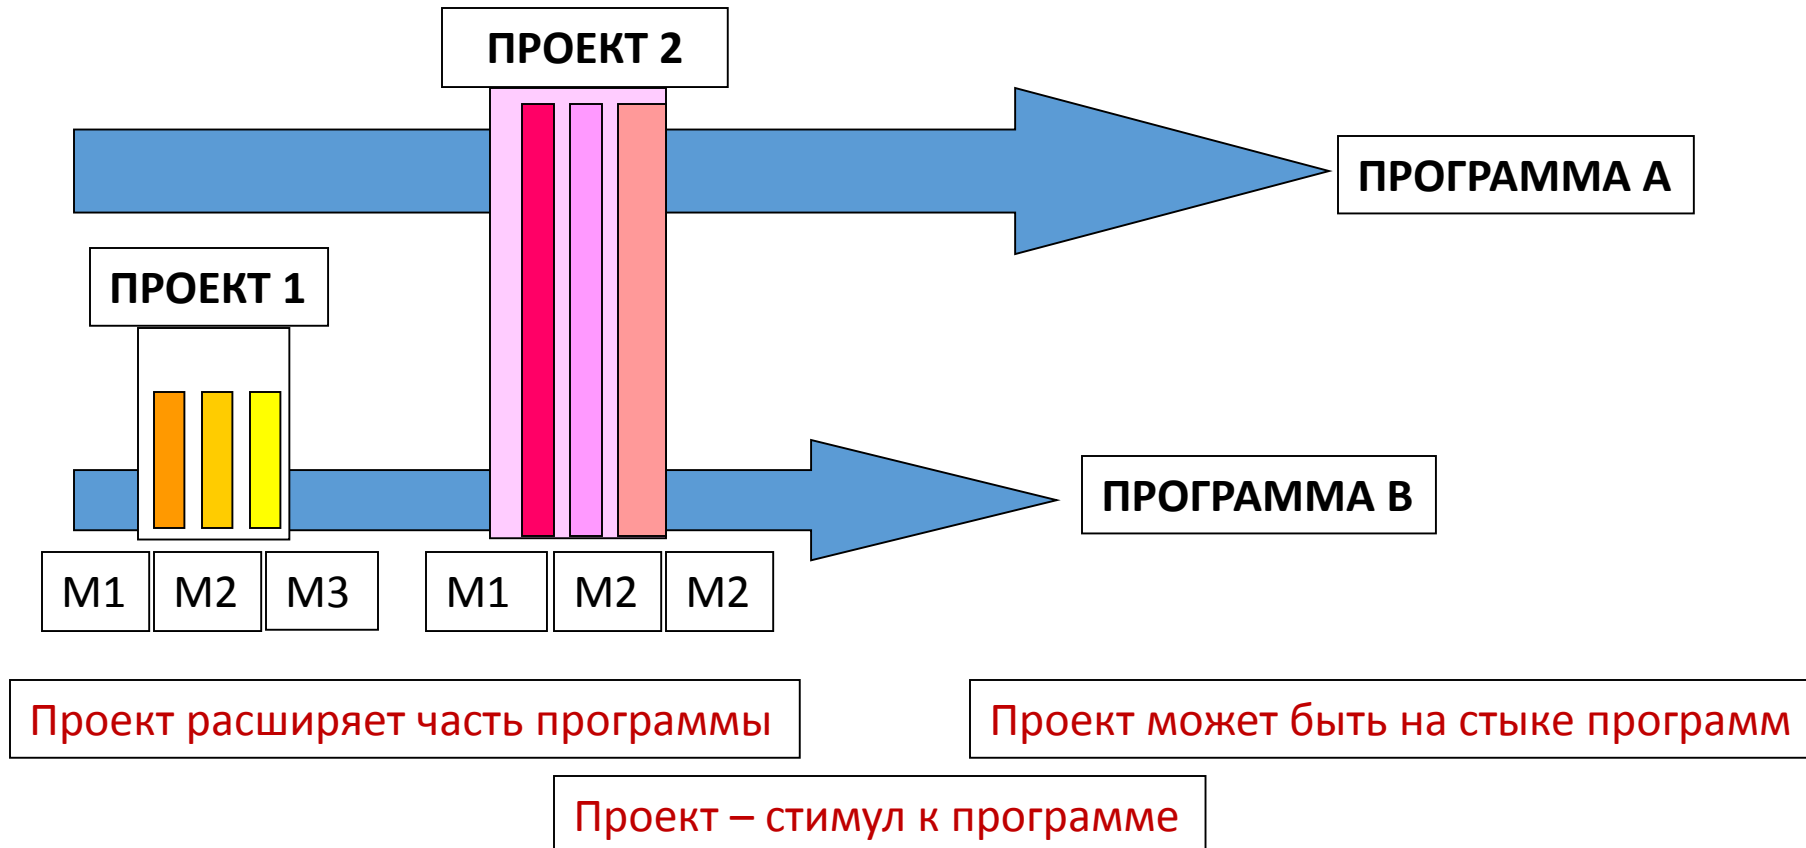 ПРОЕКТ 2
ПРОГРАММА А
ПРОЕКТ 1
ПРОГРАММА В
М1
М2
М3
М1
М2
М2
Проект расширяет часть программы
Проект может быть на стыке программ
Проект – стимул к программе